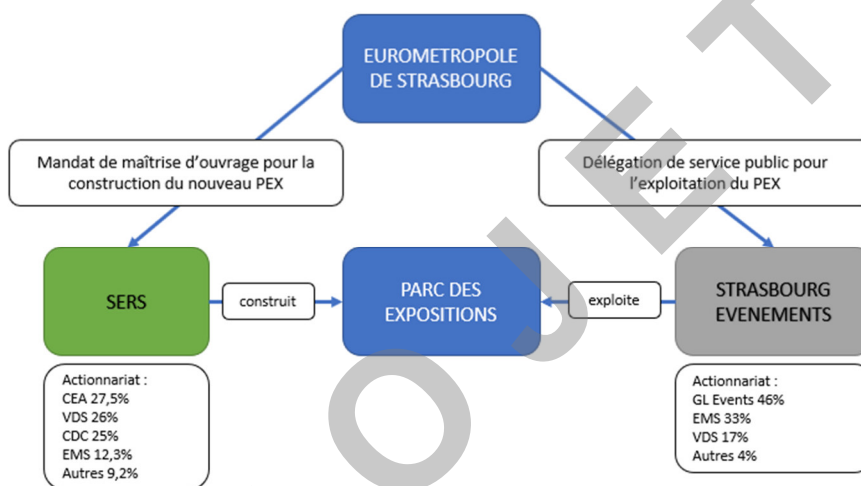 EUROMETROPOLE
DE STRASBOURG
Mandat de maîtrise d'ouvrage pour la
construction du nouveau PEX
Délégation de service public pour
l'exploitation du PEX
SERS
construit
PARC DES
EXPOSITIONS
exploite
STRASBOURG
EVENEMENTS
Actionnariat :
CEA 27,5%
VDS 26%
CDC 25%
EMS 12,3%
Autres 9,2%
Actionnariat :
GL Events 46%
EMS 33%
VDS 17%
Autres 4%
OJET